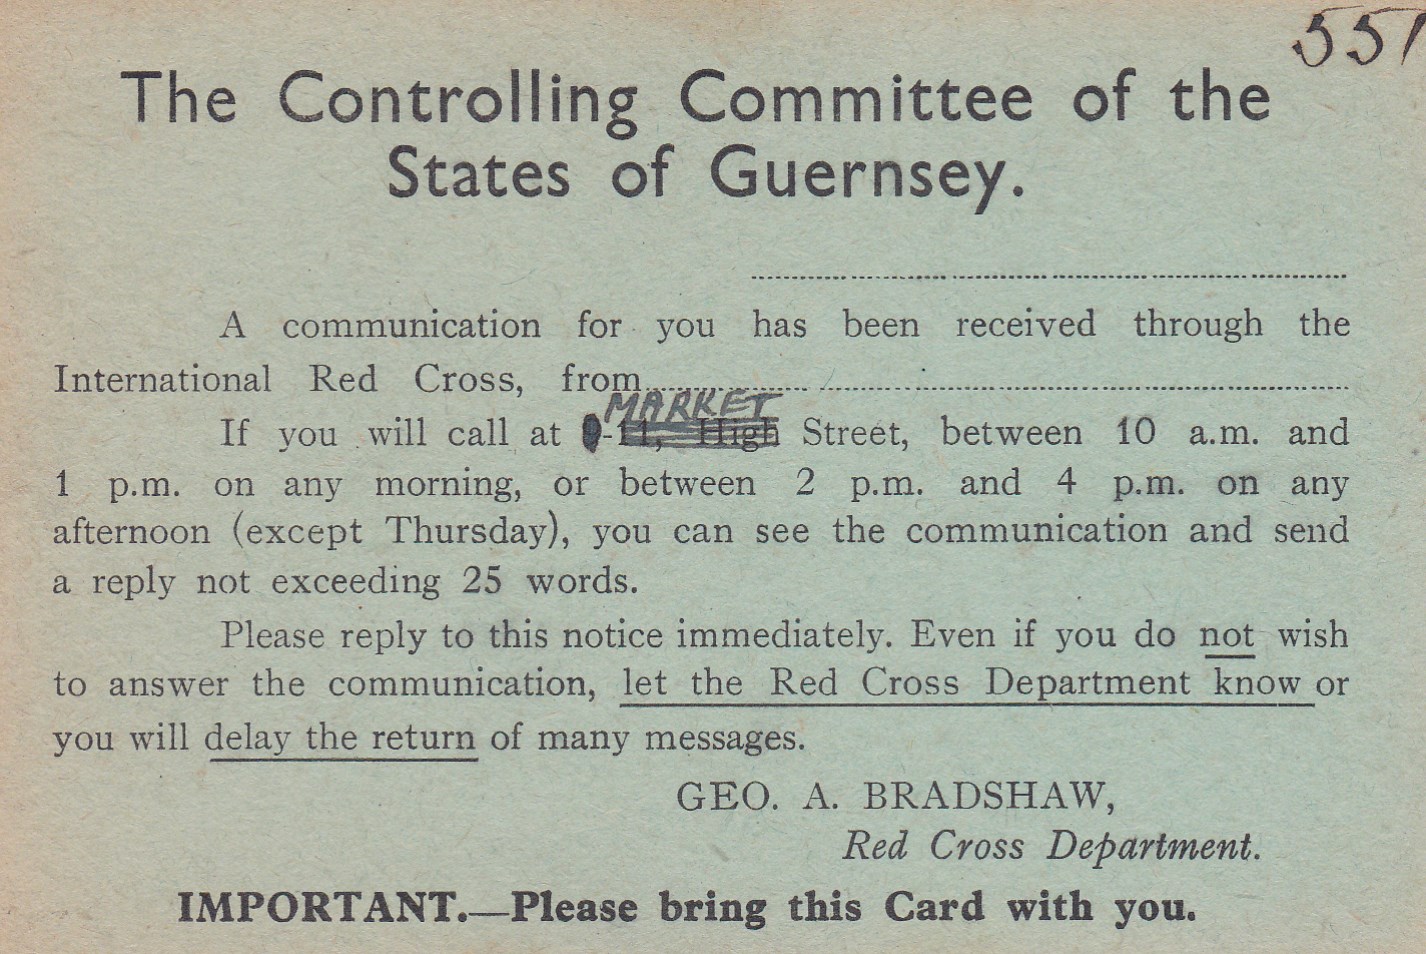 551
The Controlling Committee of the
States of Guernsey.
A communication for you has been received through the
International Red Cross, from
MARKET
If you will call at 9-11, High Street, between 10 a.m. and
1 p.m. on any morning, or between 2 p.m. and 4 p.m. on any
afternoon (except Thursday), you can see the communication and send
a reply not exceeding 25 words.
Please reply to this notice immediately. Even if you do not wish
to answer the communication, let the Red Cross Department know or
you will delay the return of many messages.
GEO. A. BRADSHAW,
Red Cross Department.
IMPORTANT.—Please bring this Card with you.